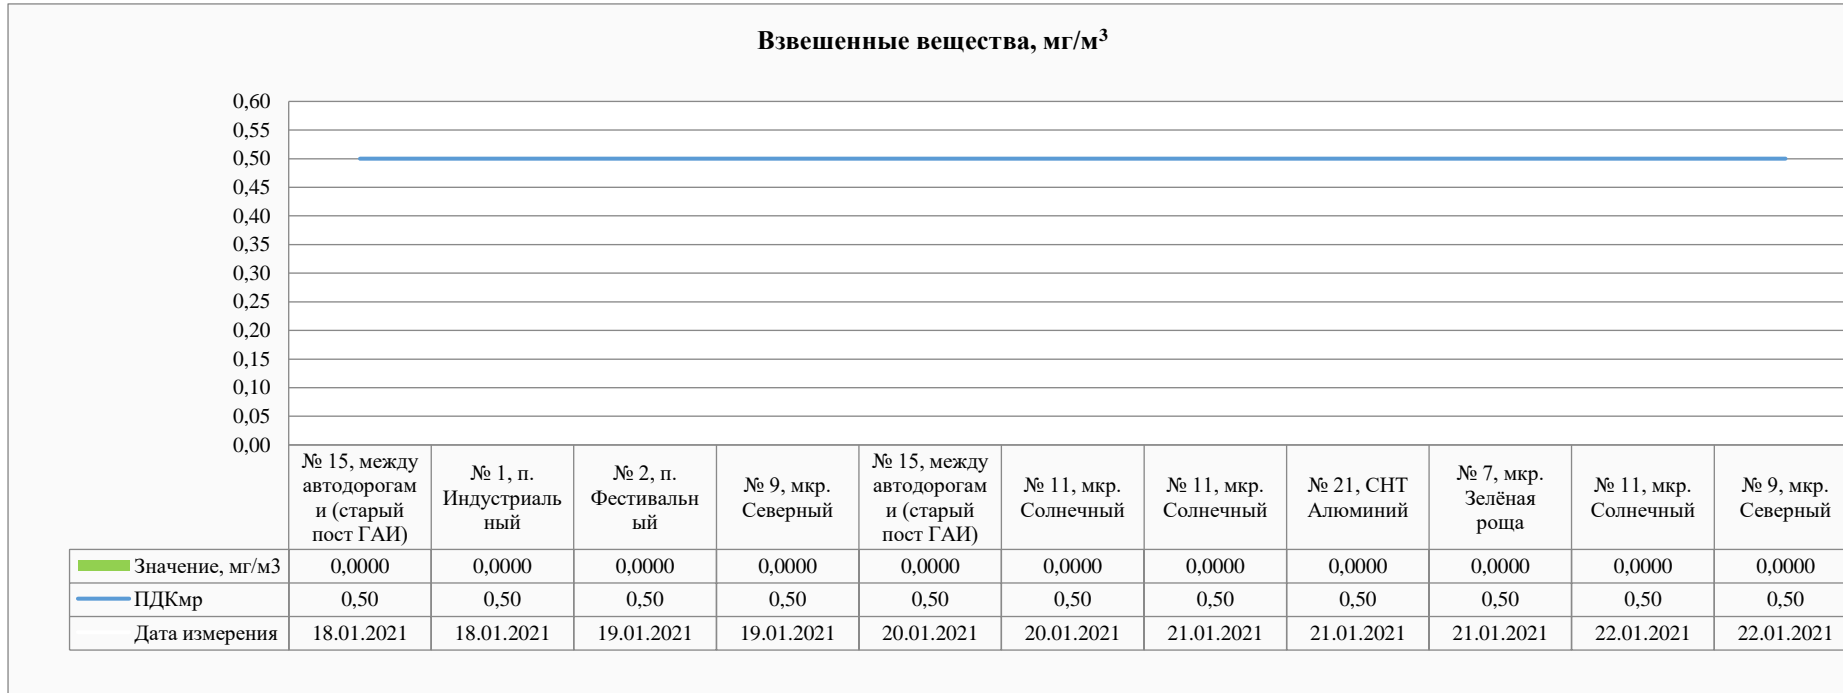 Взвешенные вещества, мг/м³
0,60
0,55
0,50
0,45
0,40
0,35
0,30
0,25
0,20
0,15
0,10
0,05
0,00
№ 15, между
автодорогам
и (старый
пост ГАИ)
№ 1, п.
Индустриаль
ный
№ 2, п.
Фестивальн
ый
№ 9, мкр.
Северный
№ 15, между
автодорогам
и (старый
пост ГАИ)
№ 11, мкр.
Солнечный
№ 11, мкр.
Солнечный
№ 21, СНТ
Алюминий
№ 7, мкр.
Зелёная
роща
№ 11, мкр.
Солнечный
№ 9, мкр.
Северный
Значение, мг/м3 0,0000 0,0000 0,0000 0,0000 0,0000 0,0000 0,0000 0,0000 0,0000 0,0000 0,0000
ПДКмр 0,50 0,50 0,50 0,50 0,50 0,50 0,50 0,50 0,50 0,50 0,50
Дата измерения 18.01.2021 18.01.2021 19.01.2021 19.01.2021 20.01.2021 20.01.2021 21.01.2021 21.01.2021 21.01.2021 22.01.2021 22.01.2021